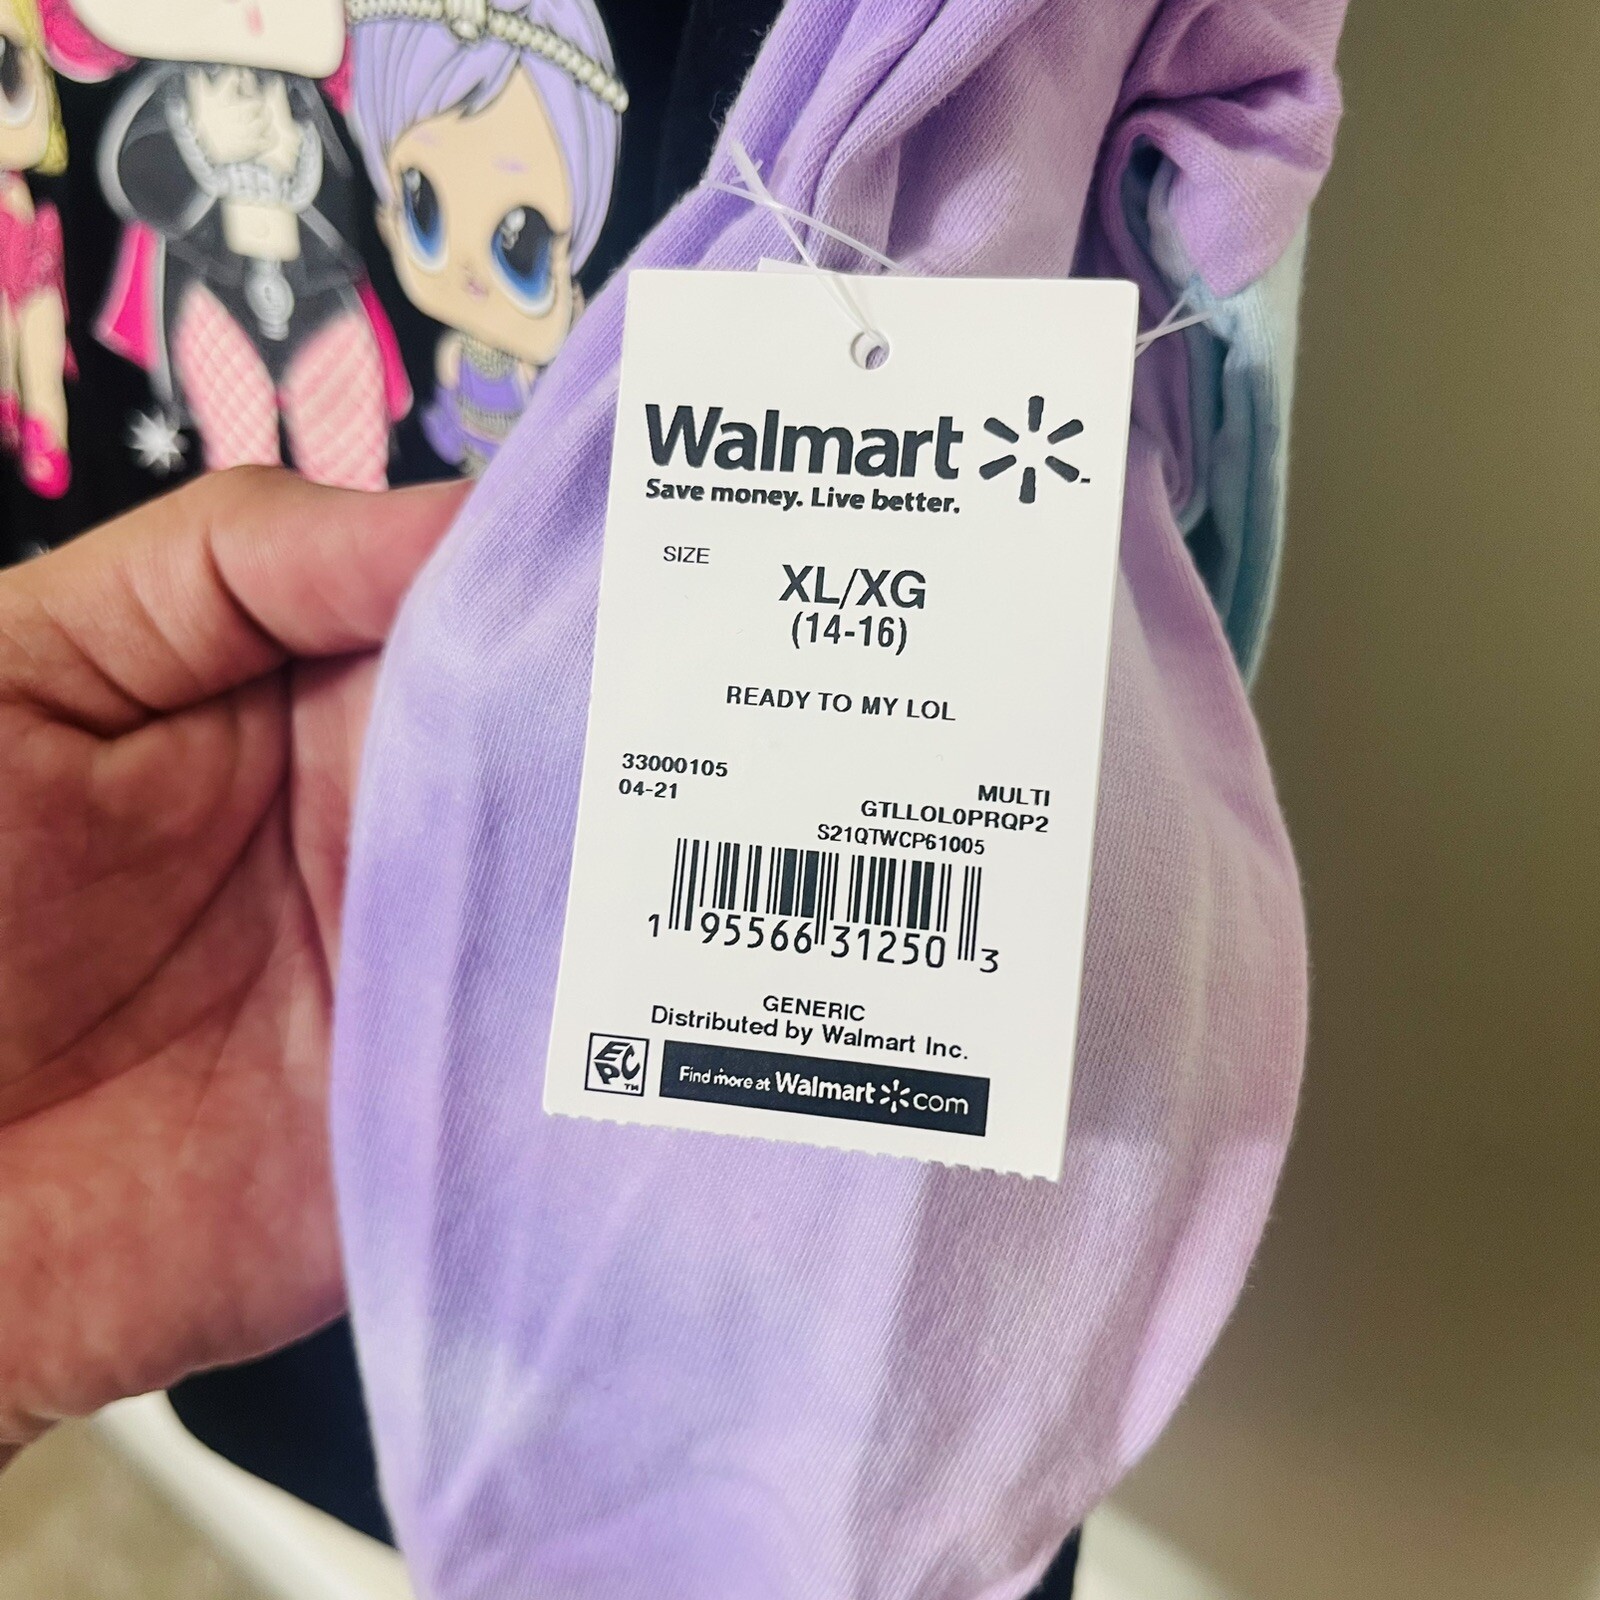 Walmart
Save money. Live better.
SIZE
XL/XG
(14-16)
READY TO MY LOL
33000105
04-21
MULTI
GTLLOL0PRQP2
S21QTWCP61005
1 95566 31250 3
GENERIC
Distributed by Walmart Inc.
EPC™
Find more at Walmart com